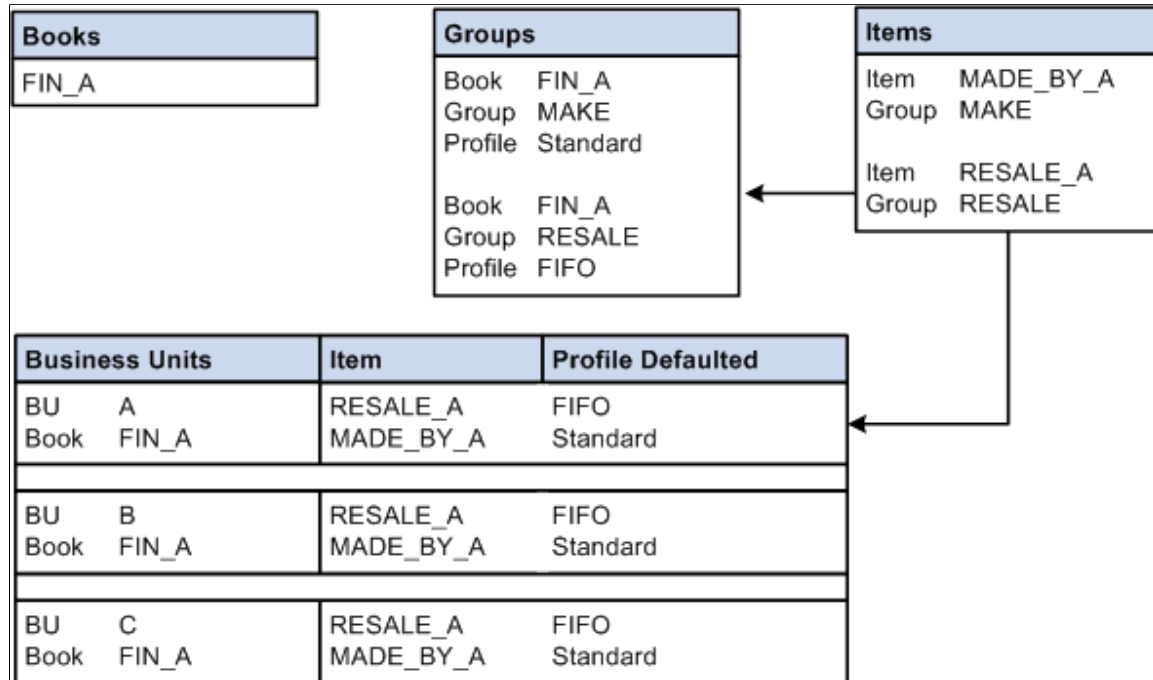 Books
FIN_A
Groups
Book FIN_A
Group MAKE
Profile Standard
Book FIN_A
Group RESALE
Profile FIFO
Items
Item MADE_BY_A
Group MAKE
Item RESALE_A
Group RESALE
Business Units Item Profile Defaulted
BU A RESALE_A FIFO
Book FIN_A MADE_BY_A Standard
BU B RESALE_A FIFO
Book FIN_A MADE_BY_A Standard
BU C RESALE_A FIFO
Book FIN_A MADE_BY_A Standard